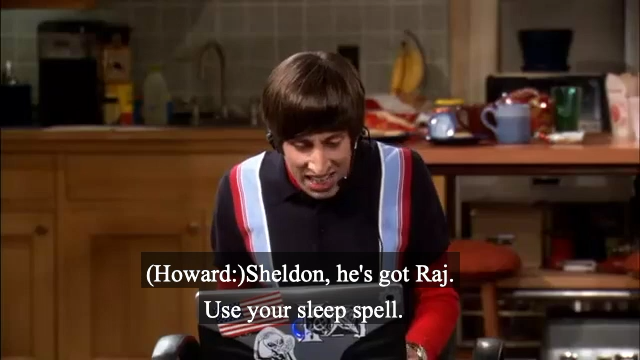 (Howard:)Sheldon, he's got Raj.
Use your sleep spell.